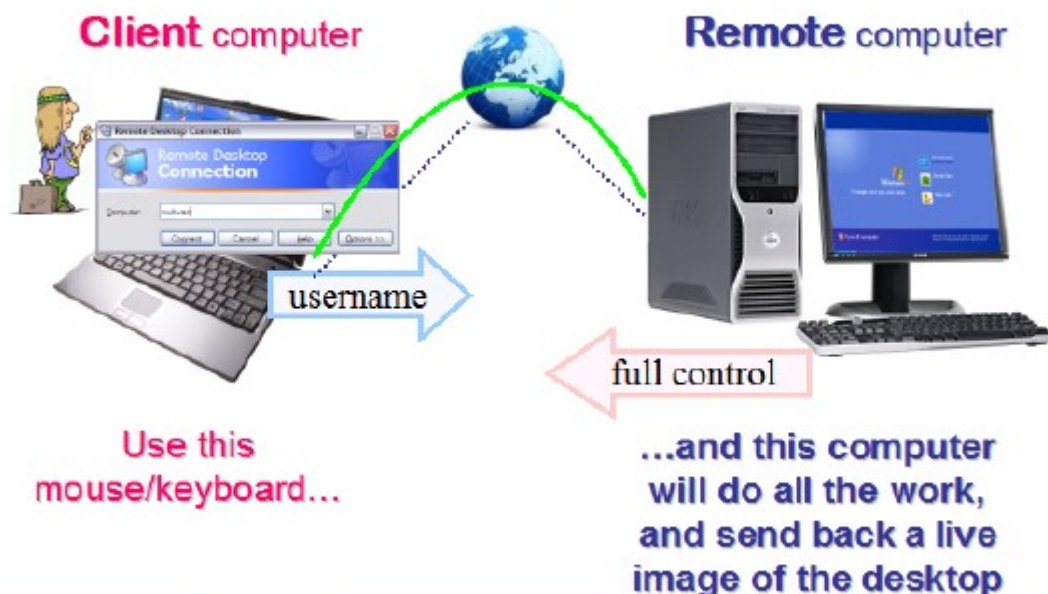 Client computer
Remote computer
Remote Desktop Connection
Remote Desktop
Connection
Computer:
Connect
Cancel
Help
Options >>
username
full control
Use this
mouse/keyboard...
...and this computer
will do all the work,
and send back a live
image of the desktop
Windows